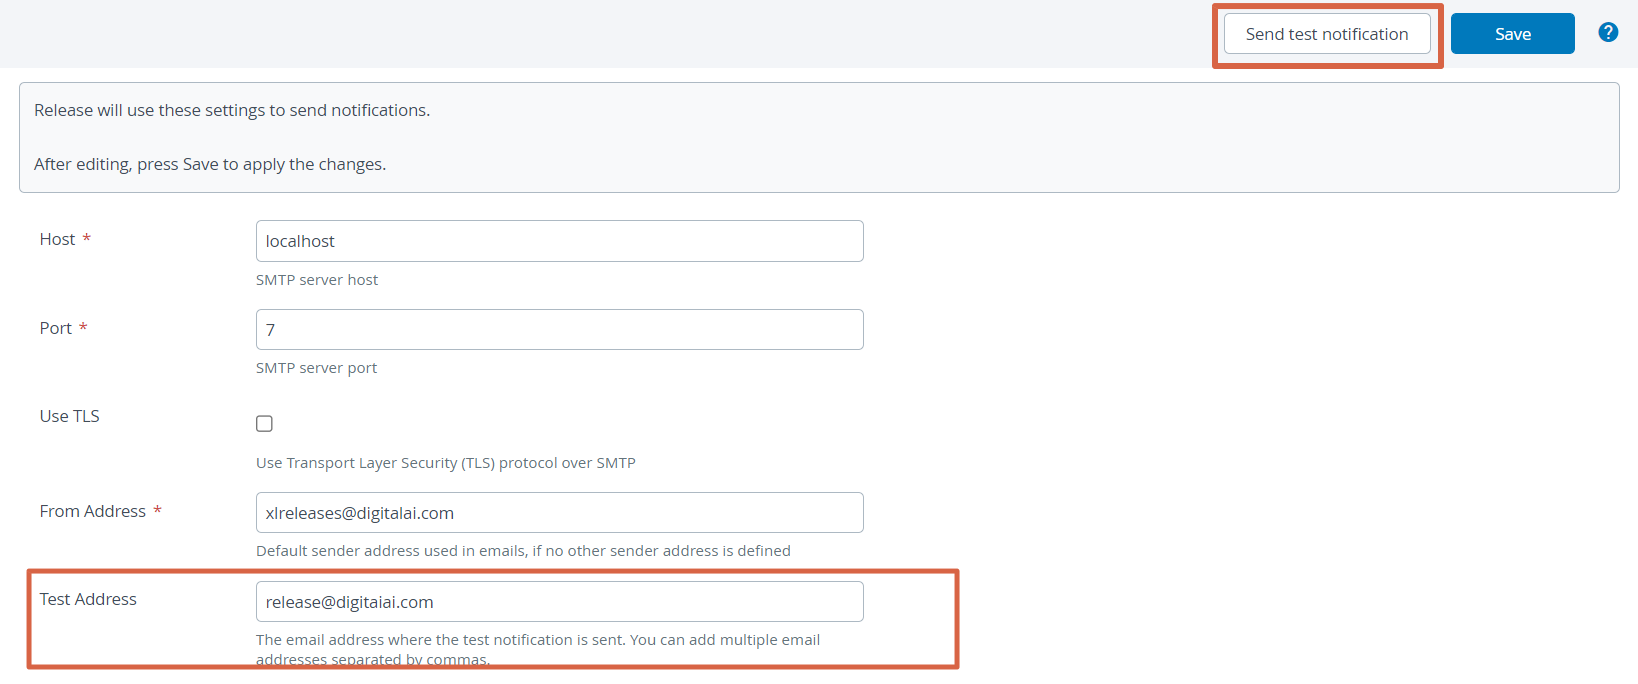 Send test notification
Save
?
Release will use these settings to send notifications.
After editing, press Save to apply the changes.
Host *
localhost
SMTP server host
Port *
7
SMTP server port
Use TLS
Use Transport Layer Security (TLS) protocol over SMTP
From Address *
xlreleases@digitalai.com
Default sender address used in emails, if no other sender address is defined
Test Address
release@digitaiai.com
The email address where the test notification is sent. You can add multiple email
addresses separated by commas.